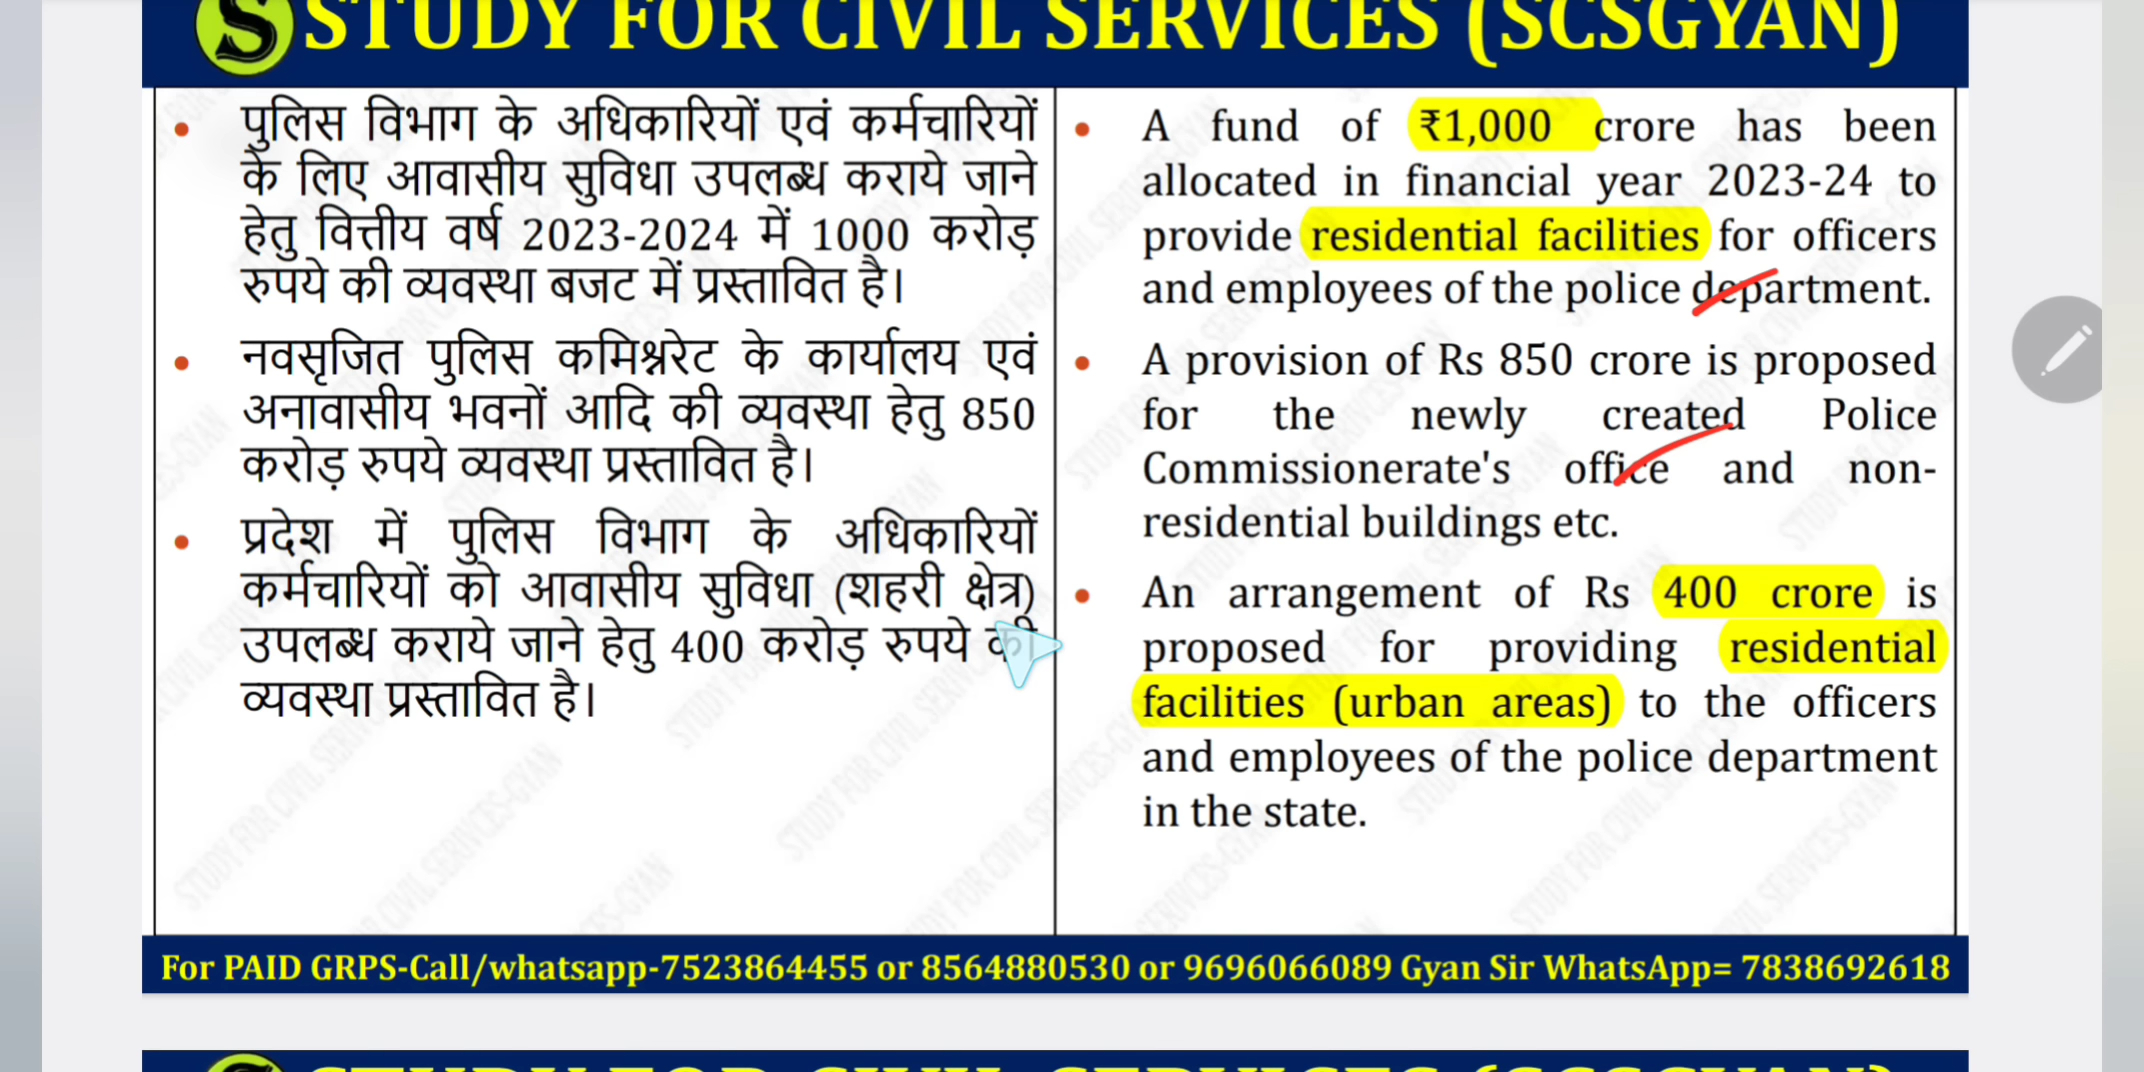 STUDY FOR CIVIL SERVICES (SCSGYAN)
पुलिस विभाग के अधिकारियों एवं कर्मचारियों
के लिए आवासीय सुविधा उपलब्ध कराये जाने
हेतु वित्तीय वर्ष 2023-2024 में 1000 करोड़
रुपये की व्यवस्था बजट में प्रस्तावित है।
नवसृजित पुलिस कमिश्नरेट के कार्यालय एवं
अनावासीय भवनों आदि की व्यवस्था हेतु 850
करोड़ रुपये व्यवस्था प्रस्तावित है।
प्रदेश में पुलिस विभाग के अधिकारियों
कर्मचारियों को आवासीय सुविधा (शहरी क्षेत्र)
उपलब्ध कराये जाने हेतु 400 करोड़ रुपये की
व्यवस्था प्रस्तावित है।
A fund of ₹1,000 crore has been
allocated in financial year 2023-24 to
provide residential facilities for officers
and employees of the police department.
A provision of Rs 850 crore is proposed
for the newly created Police
Commissionerate's office and non-
residential buildings etc.
An arrangement of Rs 400 crore is
proposed for providing residential
facilities (urban areas) to the officers
and employees of the police department
in the state.
For PAID GRPS-Call/whatsapp-7523864455 or 8564880530 or 9696066089 Gyan Sir WhatsApp= 7838692618
STUDY FOR CIVIL SERVICES (SCSGYAN)